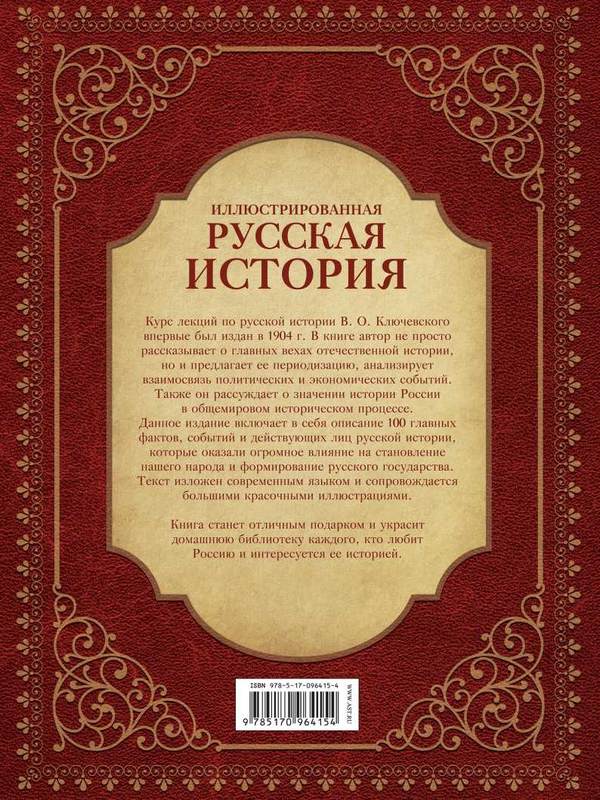 ИЛЛЮСТРИРОВАННАЯ
РУССКАЯ
ИСТОРИЯ
Курс лекций по русской истории В. О. Ключевского
впервые был издан в 1904 г. В книге автор не просто
рассказывает о главных вехах отечественной истории,
но и предлагает ее периодизацию, анализирует
взаимосвязь политических и экономических событий.
Также он рассуждает о значении истории России
в общемировом историческом процессе.
Данное издание включает в себя описание 100 главных
фактов, событий и действующих лиц русской истории,
которые оказали огромное влияние на становление
нашего народа и формирование русского государства.
Текст изложен современным языком и сопровождается
большими красочными иллюстрациями.
Книга станет отличным подарком и украсит
домашнюю библиотеку каждого, кто любит
Россию и интересуется ее историей.
ISBN 978-5-17-096415-4
9 785170 964154
WWW.AST.RU